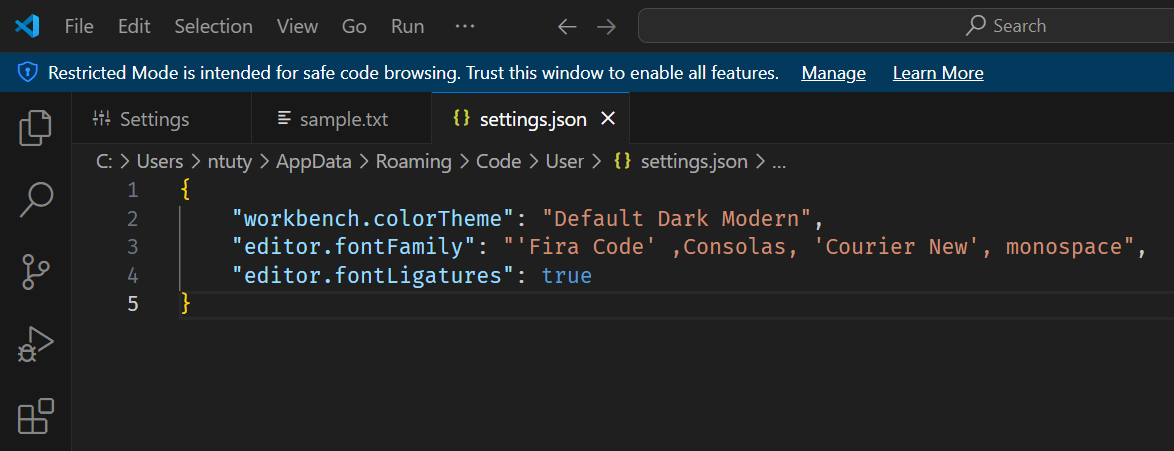 File Edit Selection View Go Run ··· ← → Search
Restricted Mode is intended for safe code browsing. Trust this window to enable all features. Manage Learn More
Settings sample.txt {} settings.json ×
C: > Users > ntuty > AppData > Roaming > Code > User > {} settings.json > ...
1 {
2 "workbench.colorTheme": "Default Dark Modern",
3 "editor.fontFamily": "'Fira Code' ,Consolas, 'Courier New', monospace",
4 "editor.fontLigatures": true
5 }